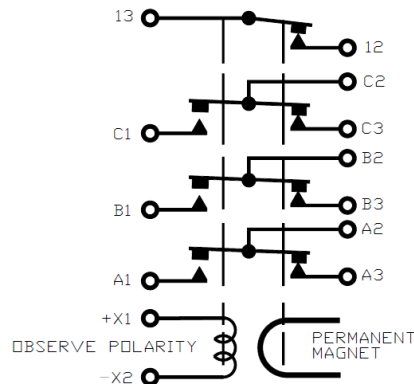 13
12
C2
C1
C3
B2
B1
B3
A2
A1
A3
+X1
OBSERVE POLARITY
PERMANENT
MAGNET
-X2